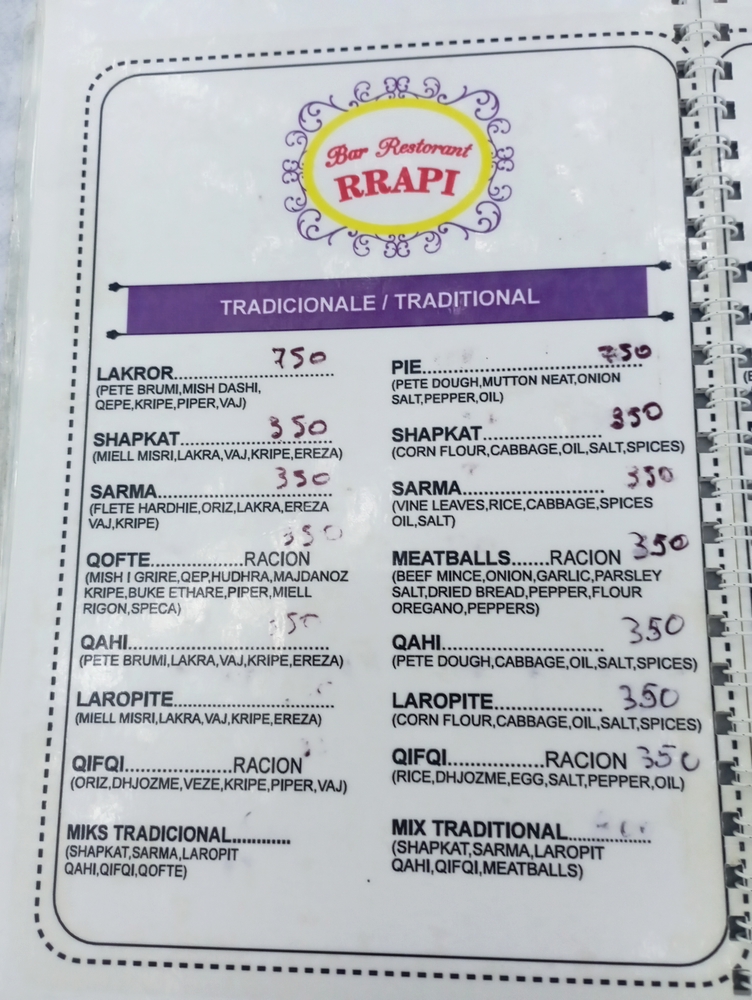 Bar Restorant
RRAPI
TRADICIONALE / TRADITIONAL
LAKROR.................... 750
(PETE BRUMI,MISH DASHI,
QEPE,KRIPE,PIPER,VAJ)
SHAPKAT................... 350
(MIELL MISRI,LAKRA,VAJ,KRIPE,EREZA)
SARMA...................... 350
(FLETE HARDHIE,ORIZ,LAKRA,EREZA
VAJ,KRIPE)
QOFTE..............RACION 350
(MISH I GRIRE,QEP,HUDHRA,MAJDANOZ
KRIPE,BUKE ETHARE,PIPER,MIELL
RIGON,SPECA)
QAHI.............................
(PETE BRUMI,LAKRA,VAJ,KRIPE,EREZA)
LAROPITE.......................
(MIELL MISRI,LAKRA,VAJ,KRIPE,EREZA)
QIFQI....................RACION
(ORIZ,DHJOZME,VEZE,KRIPE,PIPER,VAJ)
MIKS TRADICIONAL............
(SHAPKAT,SARMA,LAROPIT
QAHI,QIFQI,QOFTE)
PIE............................... 750
(PETE DOUGH,MUTTON NEAT,ONION
SALT,PEPPER,OIL)
SHAPKAT................... 350
(CORN FLOUR,CABBAGE,OIL,SALT,SPICES)
SARMA...................... 350
(VINE LEAVES,RICE,CABBAGE,SPICES
OIL,SALT)
MEATBALLS.......RACION 350
(BEEF MINCE,ONION,GARLIC,PARSLEY
SALT,DRIED BREAD,PEPPER,FLOUR
OREGANO,PEPPERS)
QAHI......................... 350
(PETE DOUGH,CABBAGE,OIL,SALT,SPICES)
LAROPITE.................. 350
(CORN FLOUR,CABBAGE,OIL,SALT,SPICES)
QIFQI.................RACION 350
(RICE,DHJOZME,EGG,SALT,PEPPER,OIL)
MIX TRADITIONAL..............
(SHAPKAT,SARMA,LAROPIT
QAHI,QIFQI,MEATBALLS)